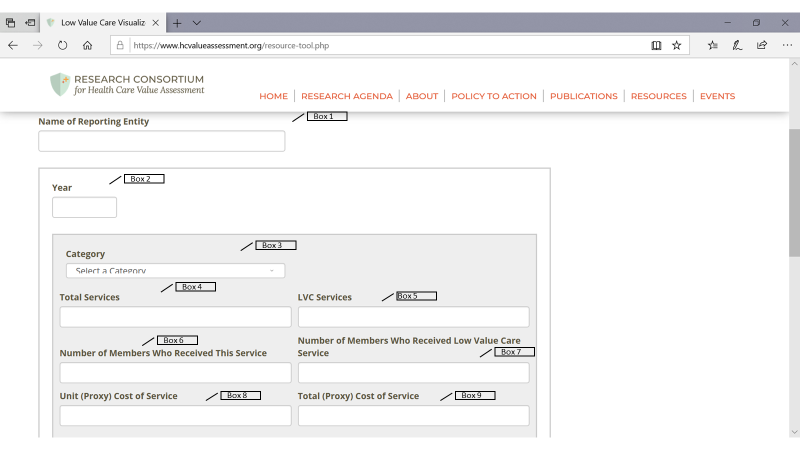 Low Value Care Visualiz
https://www.hcvalueassessment.org/resource-tool.php
RESEARCH CONSORTIUM
for Health Care Value Assessment
HOME RESEARCH AGENDA ABOUT POLICY TO ACTION PUBLICATIONS RESOURCES EVENTS
Name of Reporting Entity
Box 1
Box 2
Year
Box 3
Category
Select a Category
Box 4
Total Services
LVC Services
Box 5
Box 6
Number of Members Who Received This Service
Number of Members Who Received Low Value Care
Service
Box 7
Unit (Proxy) Cost of Service
Box 8
Total (Proxy) Cost of Service
Box 9